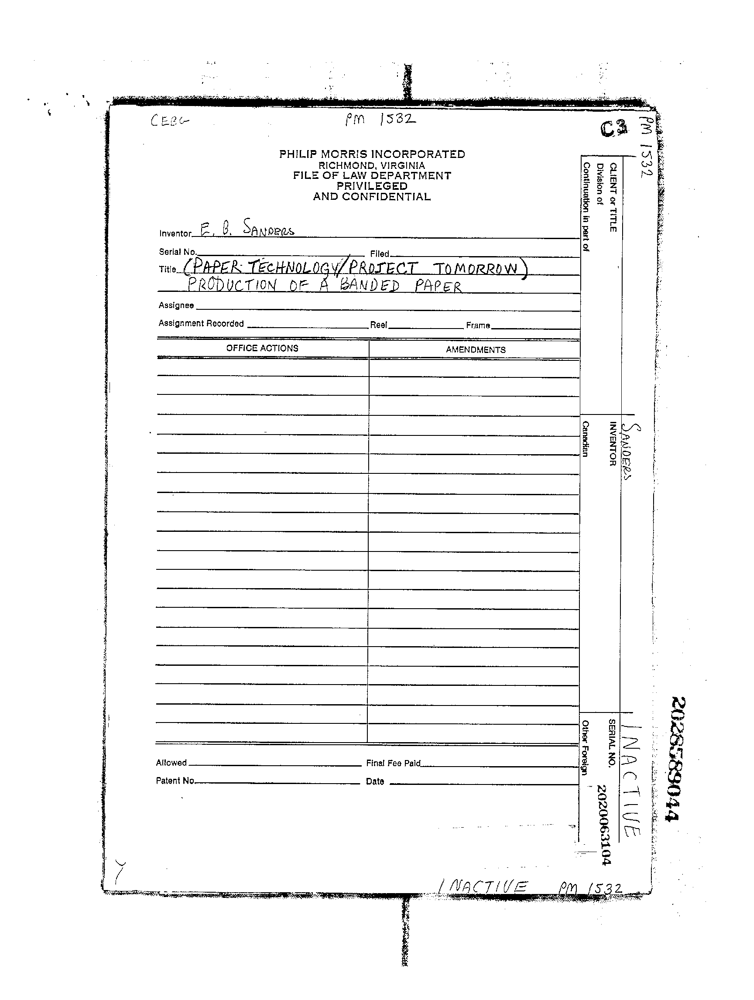 CEBG PM 1532 C3
PHILIP MORRIS INCORPORATED
RICHMOND, VIRGINIA
FILE OF LAW DEPARTMENT
PRIVILEGED
AND CONFIDENTIAL
Inventor E. B. SANDERS
Serial No. Filed
Title (PAPER TECHNOLOGY/PROJECT TOMORROW)
PRODUCTION OF A BANDED PAPER
Assignee
Assignment Recorded Reel Frame
OFFICE ACTIONS AMENDMENTS
Allowed Final Fee Paid
Patent No. Date
Y
INACTIVE PM 1532
PM 1532
CLIENT or TITLE
Division of
Continuation in part of
SANDERS
INVENTOR
Canadian
INACTIVE
SERIAL NO. 2020063104
Other Foreign
2028589044